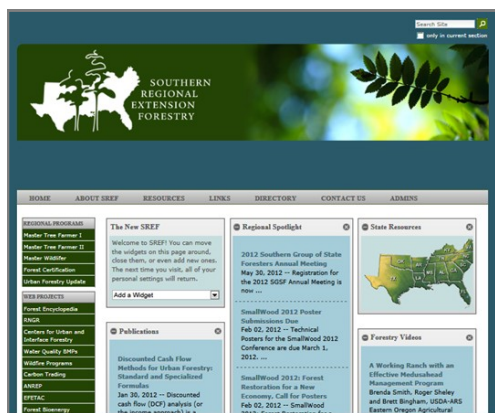 Search Site
only in current section
SOUTHERN
REGIONAL
EXTENSION
FORESTRY
HOME ABOUT SREF RESOURCES LINKS DIRECTORY CONTACT US ADMINS
REGIONAL PROGRAMS
Master Tree Farmer I
Master Tree Farmer II
Master Wildlifer
Forest Certification
Urban Forestry Update
WEB PROJECTS
Forest Encyclopedia
RNGR
Centers for Urban and
Interface Forestry
Water Quality BMPs
Wildfire Programs
Carbon Trading
ANREP
EFETAC
Forest Bioenergy
The New SREF
Welcome to SREF! You can move
the widgets on this page around,
close them, or even add new ones.
The next time you visit, all of your
personal settings will return.
Add a Widget
Publications
Discounted Cash Flow
Methods for Urban Forestry:
Standard and Specialized
Formulas
Jan 30, 2012 -- Discounted
cash flow (DCF) analysis (or
the income approach) is a
Regional Spotlight
2012 Southern Group of State
Foresters Annual Meeting
May 30, 2012 -- Registration for
the 2012 SGSF Annual Meeting is
now ...
SmallWood 2012 Poster
Submissions Due
Feb 02, 2012 -- Technical
Posters for the SmallWood 2012
Conference are due March 1,
2012. ...
SmallWood 2012: Forest
Restoration for a New
Economy, Call for Posters
Feb 02, 2012 -- SmallWood
State Resources
Forestry Videos
A Working Ranch with an
Effective Medusahead
Management Program
Brenda Smith, Roger Sheley
and Brett Bingham, USDA-ARS
Eastern Oregon Agricultural